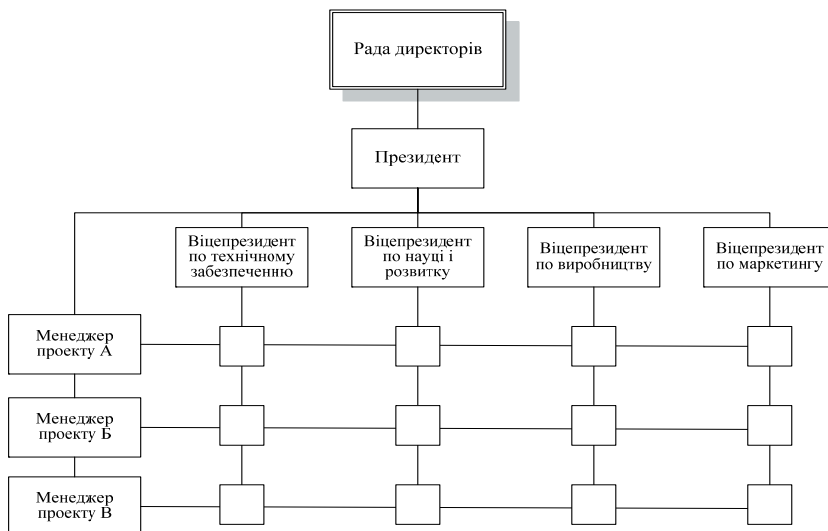 Рада директорів
Президент
Віцепрезидент
по технічному
забезпеченню
Віцепрезидент
по науці і
розвитку
Віцепрезидент
по виробництву
Віцепрезидент
по маркетингу
Менеджер
проекту А
Менеджер
проекту Б
Менеджер
проекту В